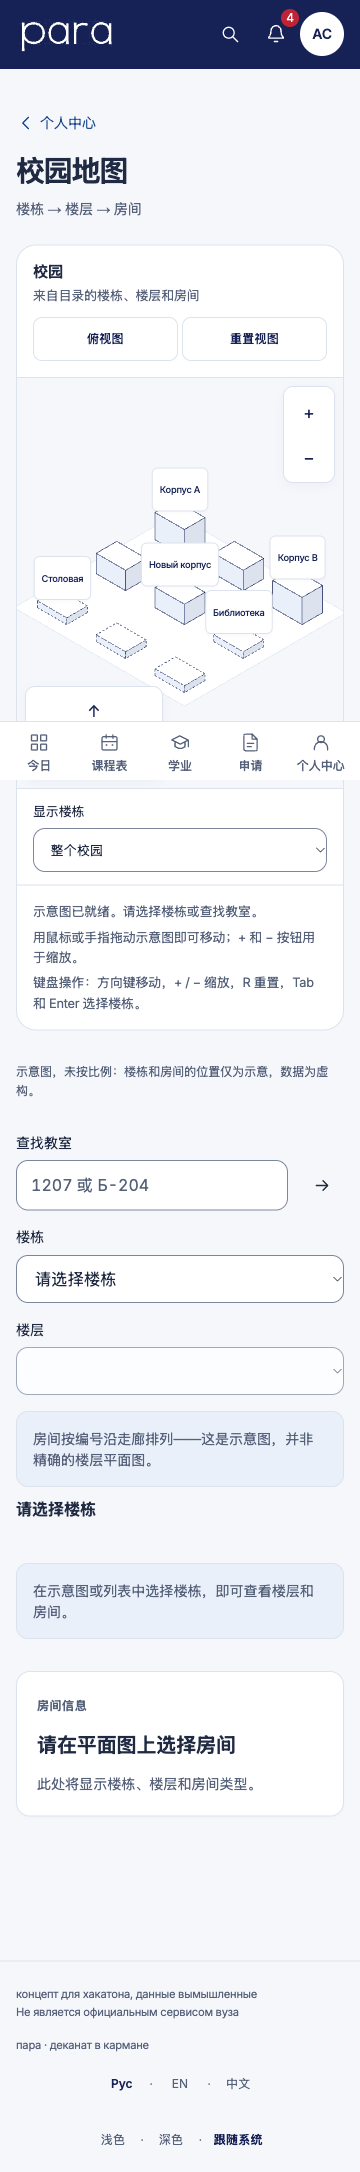 para
4
AC
个人中心
校园地图
楼栋 → 楼层 → 房间
校园
来自目录的楼栋、楼层和房间
俯视图
重置视图
+
−
Корпус A
Новый корпус
Корпус B
Столовая
Библиотека
↑
今日
课程表
学业
申请
个人中心
显示楼栋
整个校园
示意图已就绪。请选择楼栋或查找教室。
用鼠标或手指拖动示意图即可移动；+ 和 − 按钮用
于缩放。
键盘操作：方向键移动，+ / − 缩放，R 重置，Tab
和 Enter 选择楼栋。
示意图，未按比例：楼栋和房间的位置仅为示意，数据为虚
构。
查找教室
1207 或 Б-204
→
楼栋
请选择楼栋
楼层
房间按编号沿走廊排列——这是示意图，并非
精确的楼层平面图。
请选择楼栋
在示意图或列表中选择楼栋，即可查看楼层和
房间。
房间信息
请在平面图上选择房间
此处将显示楼栋、楼层和房间类型。
концепт для хакатона, данные вымышленные
Не является официальным сервисом вуза
пара · деканат в кармане
Рус · EN · 中文
浅色 · 深色 · 跟随系统